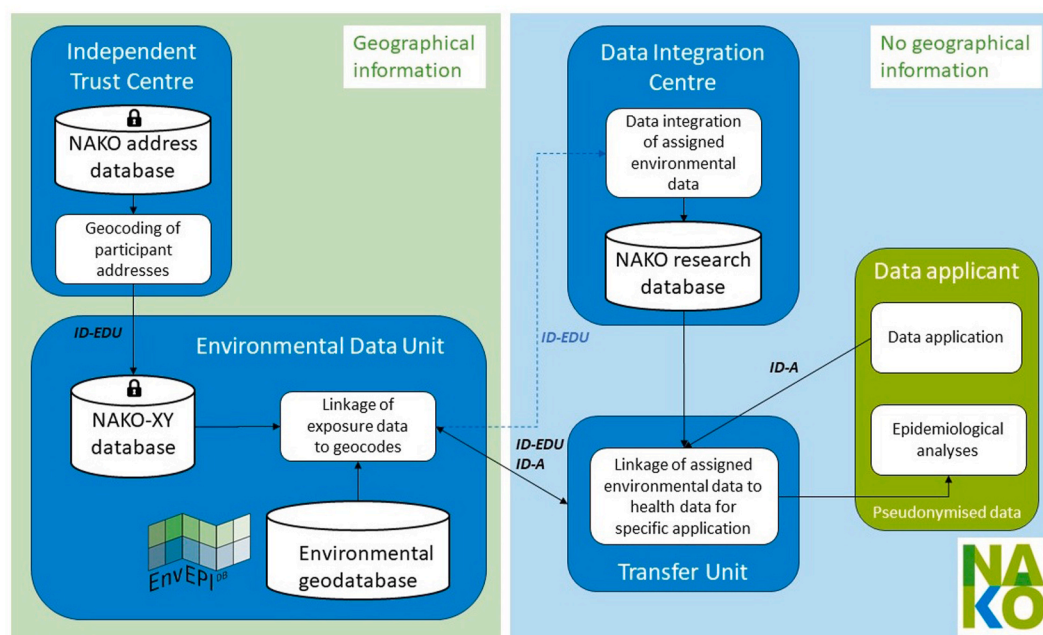 Independent
Trust Centre
NAKO address
database
Geocoding of
participant
addresses
Geographical
information
ID-EDU
Environmental Data Unit
NAKO-XY
database
Linkage of
exposure data
to geocodes
EnvEPI DB
Environmental
geodatabase
ID-EDU
ID-EDU
ID-A
Data Integration
Centre
Data integration
of assigned
environmental
data
NAKO research
database
No geographical
information
Data applicant
Data application
ID-A
Epidemiological
analyses
Pseudonymised data
Linkage of assigned
environmental data to
health data for
specific application
Transfer Unit
NA
KO